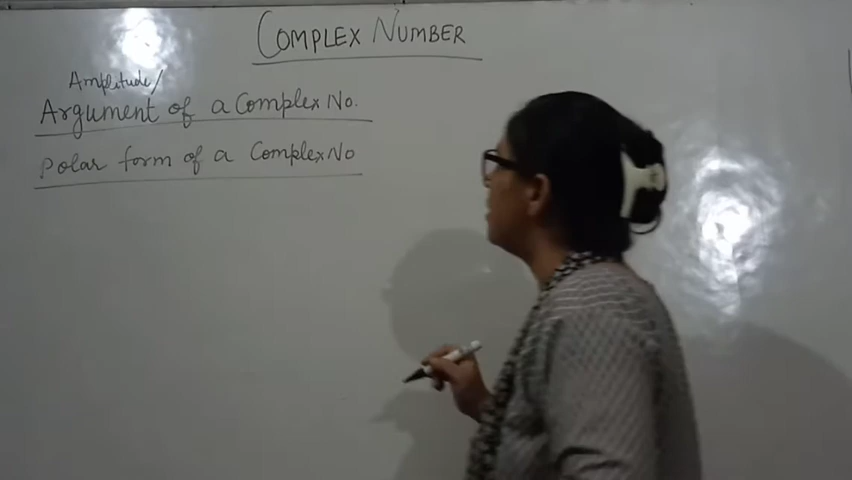 COMPLEX NUMBER
Amplitude/
Argument of a Complex No.
Polar form of a Complex No